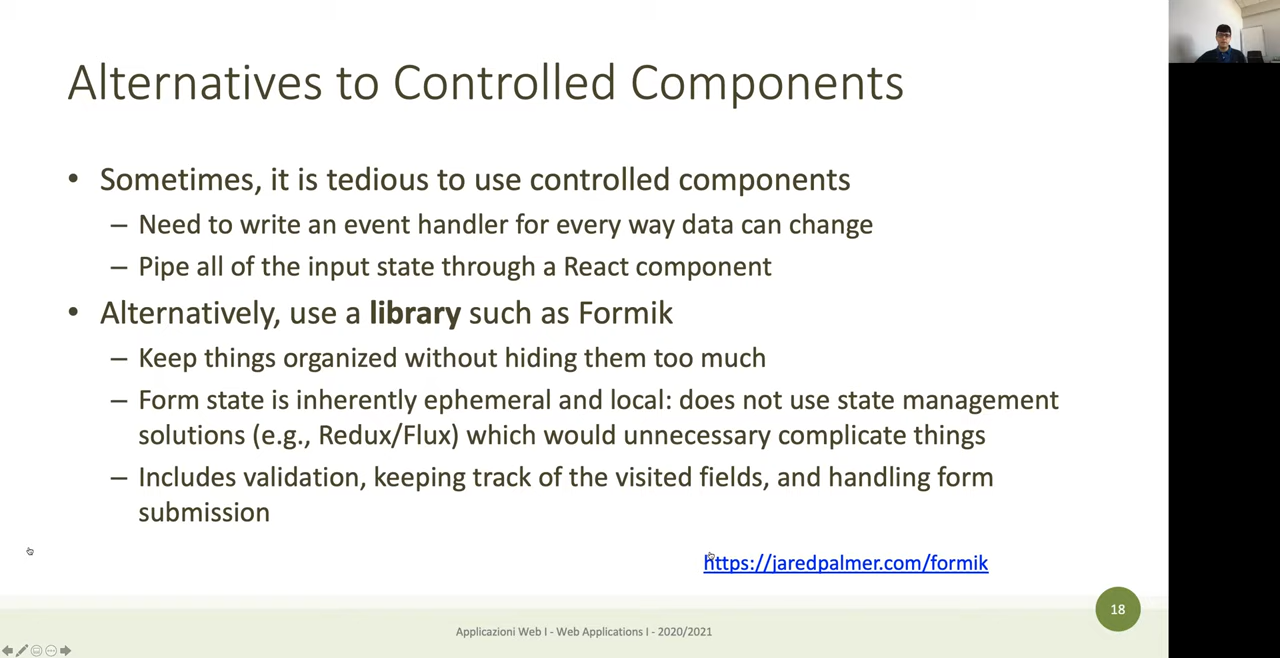 Alternatives to Controlled Components
• Sometimes, it is tedious to use controlled components
– Need to write an event handler for every way data can change
– Pipe all of the input state through a React component
• Alternatively, use a library such as Formik
– Keep things organized without hiding them too much
– Form state is inherently ephemeral and local: does not use state management
solutions (e.g., Redux/Flux) which would unnecessary complicate things
– Includes validation, keeping track of the visited fields, and handling form
submission
https://jaredpalmer.com/formik
18
Applicazioni Web I - Web Applications I - 2020/2021